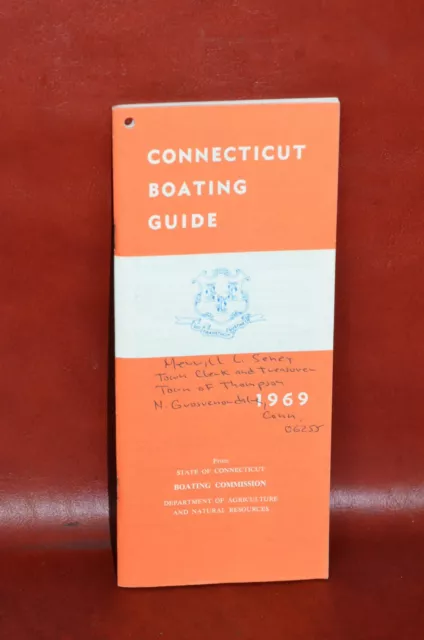 CONNECTICUT
BOATING
GUIDE
Merrill L Seney
Town Clerk and Treasurer
Town of Thompson
N. Grosvenordale,
1969
Conn.
06255
From
STATE OF CONNECTICUT
BOATING COMMISSION
DEPARTMENT OF AGRICULTURE
AND NATURAL RESOURCES